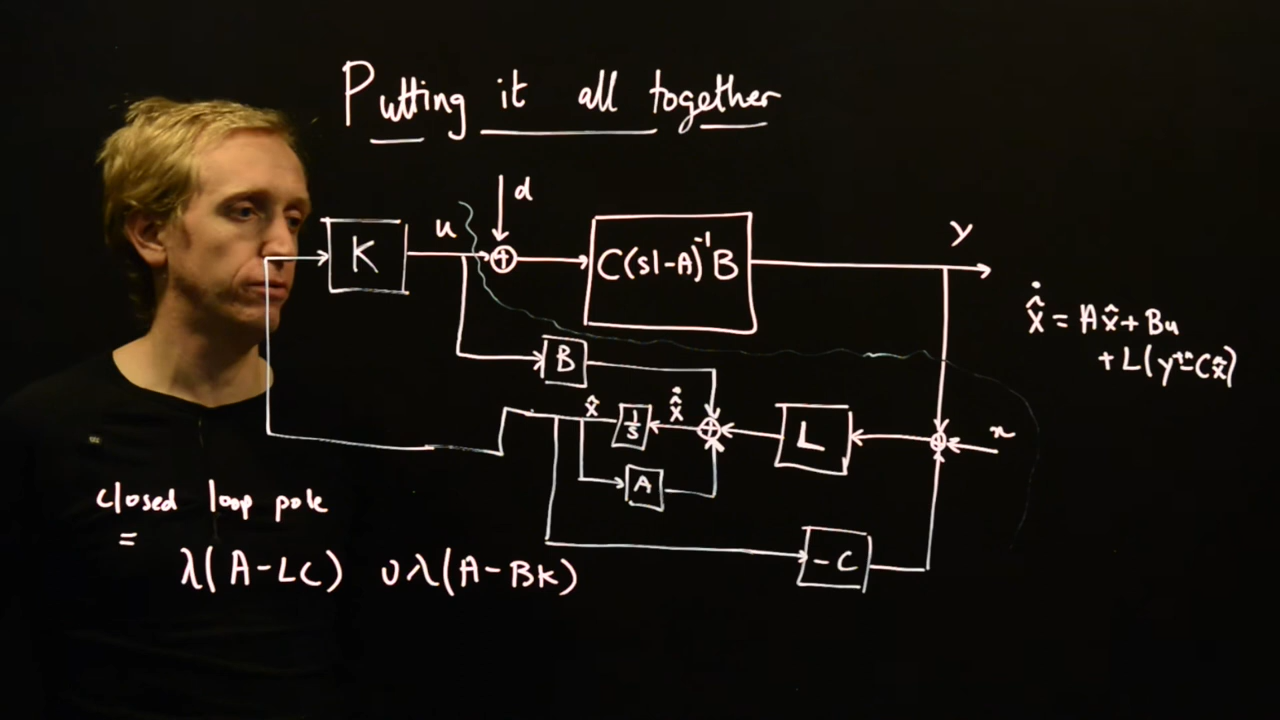 Putting it all together
d
u
y
K
C(sI-A)⁻¹B
B
x̂̇ = Ax̂ + Bu
+ L(y+n-Cx̂)
x̂
1/s
x̂̇
L
n
A
closed loop pole
=
λ(A-LC) ∪ λ(A-BK)
-C